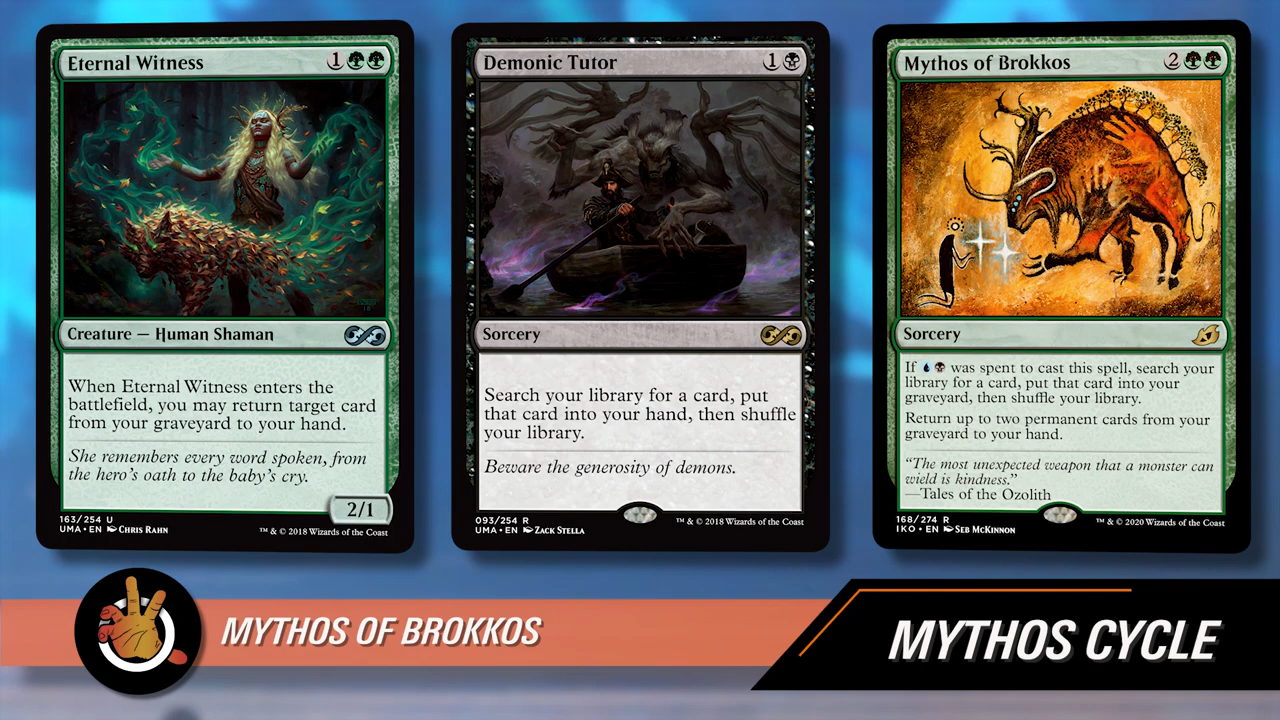 Eternal Witness
1
Creature — Human Shaman
When Eternal Witness enters the
battlefield, you may return target card
from your graveyard to your hand.
She remembers every word spoken, from
the hero's oath to the baby's cry.
2/1
163/254 U
UMA • EN Chris Rahn
™ & © 2018 Wizards of the Coast
Demonic Tutor
1
Sorcery
Search your library for a card, put
that card into your hand, then shuffle
your library.
Beware the generosity of demons.
093/254 R
UMA • EN Zack Stella
™ & © 2018 Wizards of the Coast
Mythos of Brokkos
2
Sorcery
If was spent to cast this spell, search your
library for a card, put that card into your
graveyard, then shuffle your library.
Return up to two permanent cards from your
graveyard to your hand.
"The most unexpected weapon that a monster can
wield is kindness."
—Tales of the Ozolith
168/274 R
IKO • EN Seb McKinnon
™ & © 2020 Wizards of the Coast
MYTHOS OF BROKKOS
MYTHOS CYCLE